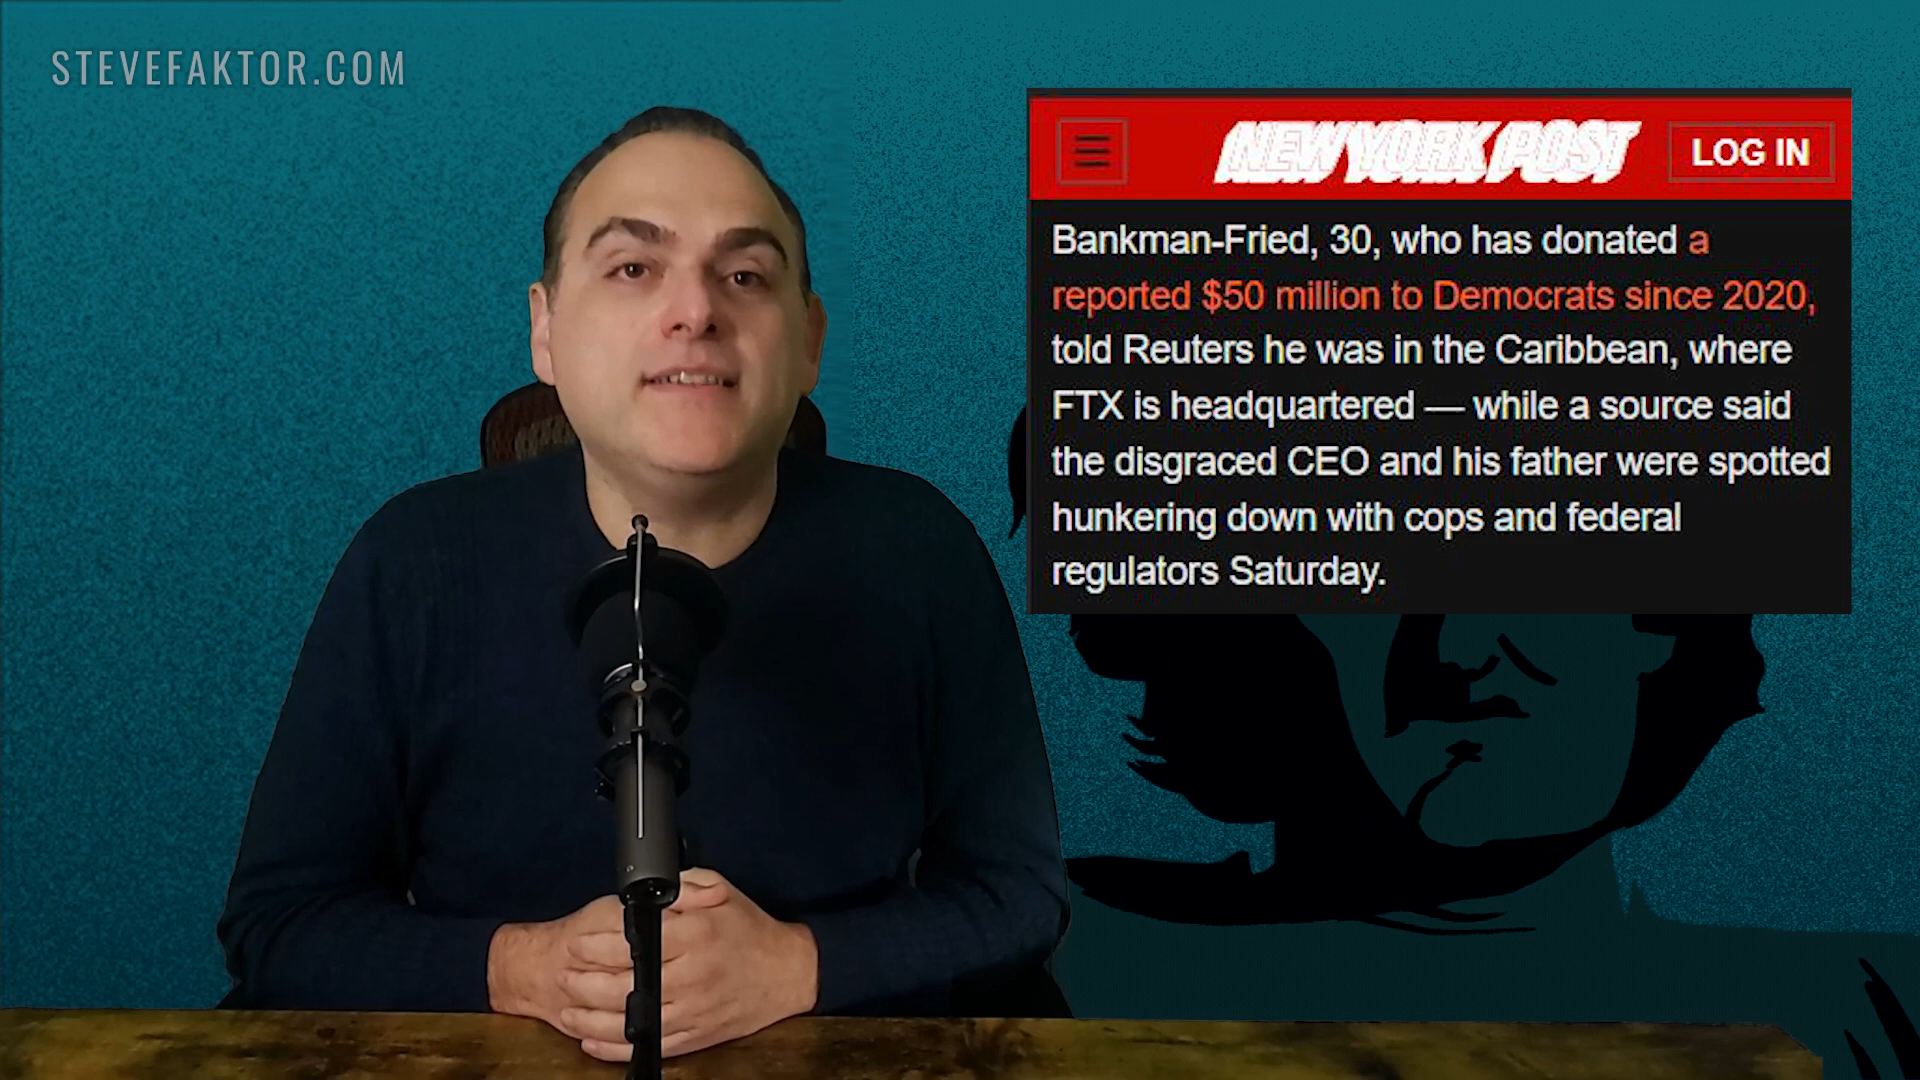 STEVEFAKTOR.COM
NEW YORK POST
LOG IN
Bankman-Fried, 30, who has donated a
reported $50 million to Democrats since 2020,
told Reuters he was in the Caribbean, where
FTX is headquartered — while a source said
the disgraced CEO and his father were spotted
hunkering down with cops and federal
regulators Saturday.